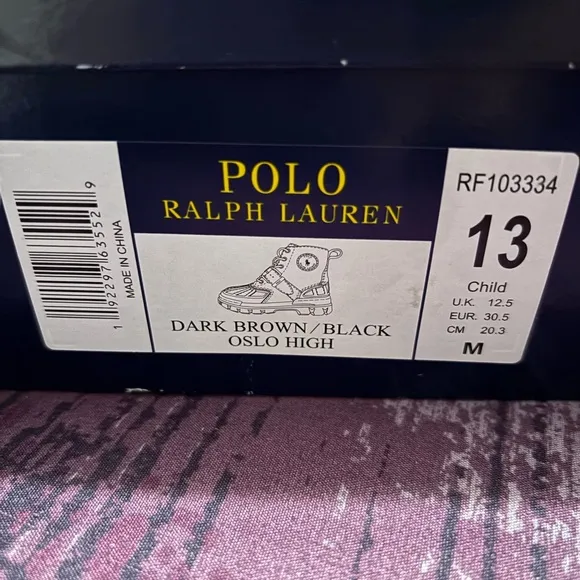 1 92297 63552 9
MADE IN CHINA
POLO
RALPH LAUREN
DARK BROWN/BLACK
OSLO HIGH
RF103334
13
Child
U.K. 12.5
EUR. 30.5
CM 20.3
M